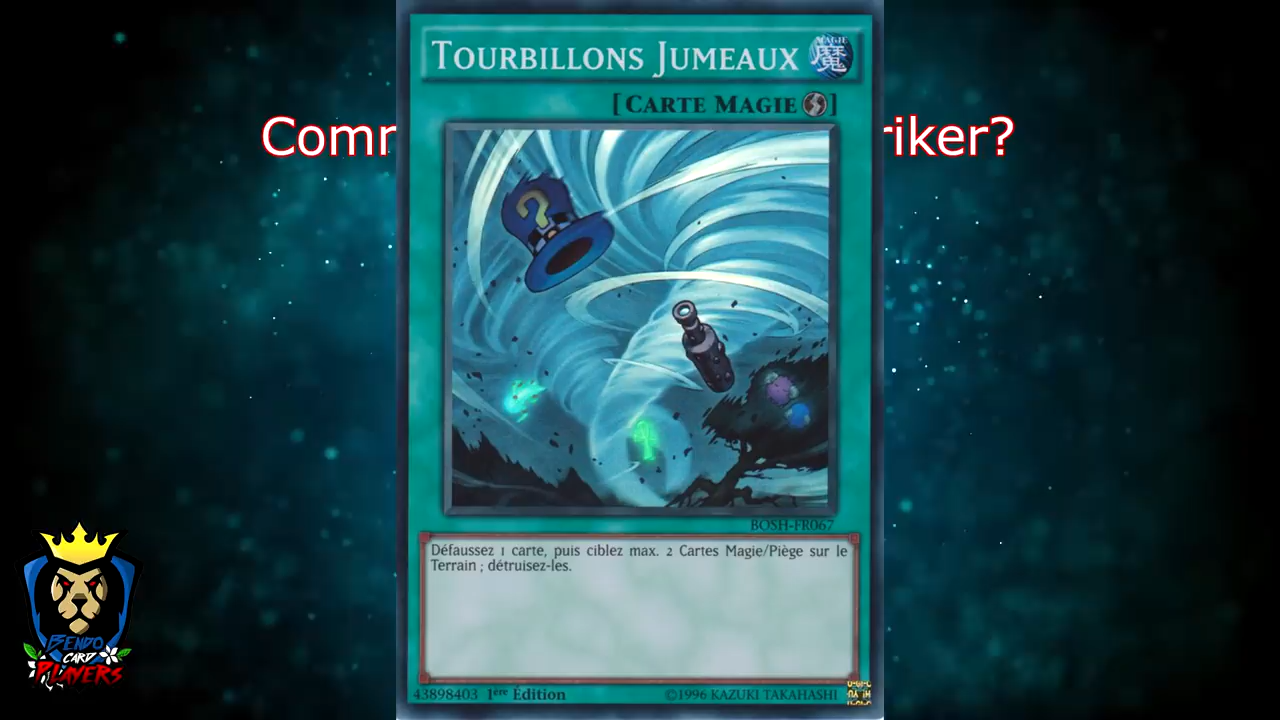 TOURBILLONS JUMEAUX
MAGIE
魔
[CARTE MAGIE]
Comm
riker?
?
BOSH-FR067
Défaussez 1 carte, puis ciblez max. 2 Cartes Magie/Piège sur le
Terrain ; détruisez-les.
43898403 1ère Édition
©1996 KAZUKI TAKAHASHI
BENDO
CARD
PLAYERS